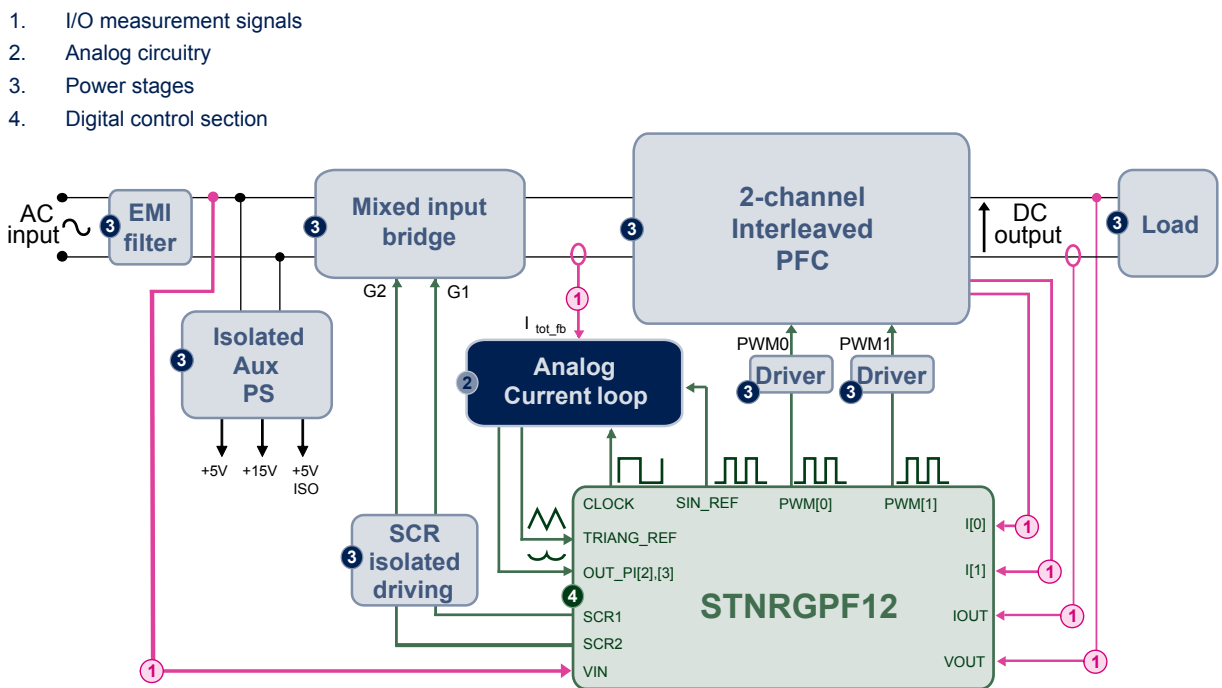 1. I/O measurement signals
2. Analog circuitry
3. Power stages
4. Digital control section
AC
input
3
EMI
filter
3
Mixed input
bridge
3
2-channel
Interleaved
PFC
DC
output
3
Load
G2
G1
1
I tot_fb
3
Isolated
Aux
PS
+5V
+15V
+5V
ISO
2
Analog
Current loop
PWM0
PWM1
3
Driver
3
Driver
CLOCK
SIN_REF
PWM[0]
PWM[1]
3
SCR
isolated
driving
TRIANG_REF
OUT_PI[2],[3]
4
SCR1
SCR2
VIN
1
STNRGPF12
I[0]
1
I[1]
1
IOUT
1
VOUT
1